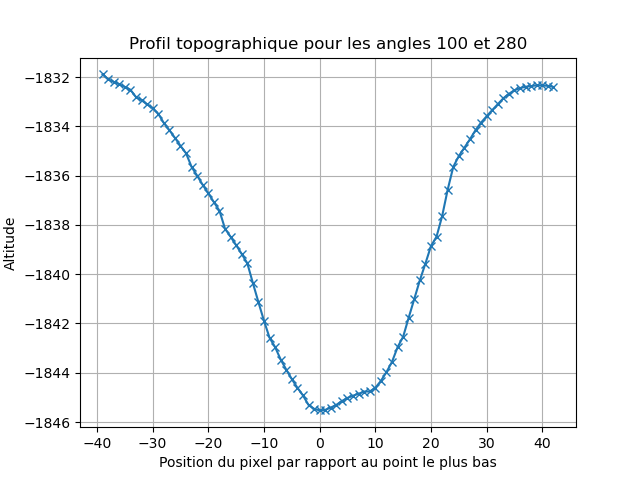 Profil topographique pour les angles 100 et 280
−1832
−1834
−1836
−1838
−1840
−1842
−1844
−1846
Altitude
−40 −30 −20 −10 0 10 20 30 40
Position du pixel par rapport au point le plus bas